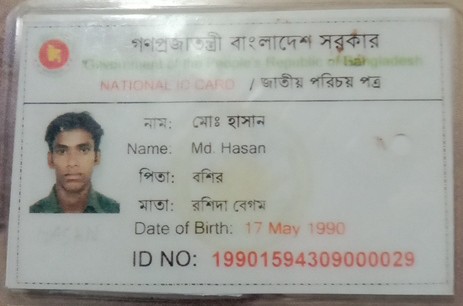 গণপ্রজাতন্ত্রী বাংলাদেশ সরকার
Government of the People's Republic of Bangladesh
NATIONAL ID CARD / জাতীয় পরিচয় পত্র
নাম: মোঃ হাসান
Name: Md. Hasan
পিতা: বশির
মাতা: রশিদা বেগম
Date of Birth: 17 May 1990
ID NO: 19901594309000029